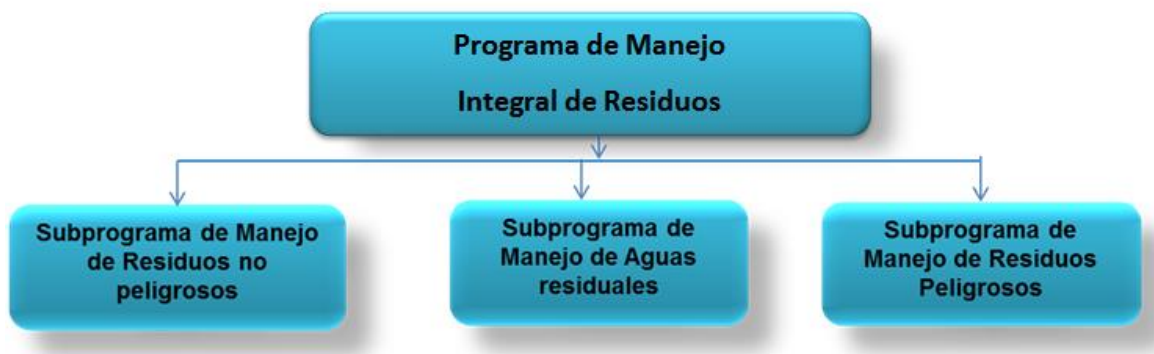 Programa de Manejo
Integral de Residuos
Subprograma de Manejo
de Residuos no
peligrosos
Subprograma de
Manejo de Aguas
residuales
Subprograma de
Manejo de Residuos
Peligrosos